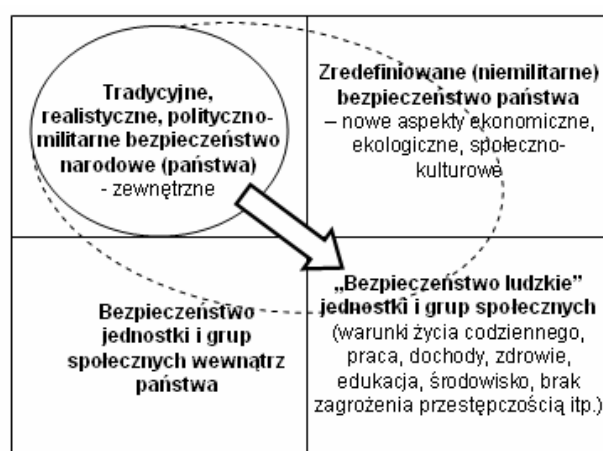 Tradycyjne,
realistyczne, polityczno-
militarne bezpieczeństwo
narodowe (państwa)
- zewnętrzne
Zredefiniowane (niemilitarne)
bezpieczeństwo państwa
– nowe aspekty ekonomiczne,
ekologiczne, społeczno-
kulturowe
Bezpieczeństwo
jednostki i grup
społecznych wewnątrz
państwa
„Bezpieczeństwo ludzkie”
jednostki i grup społecznych
(warunki życia codziennego,
praca, dochody, zdrowie,
edukacja, środowisko, brak
zagrożenia przestępczością itp.)